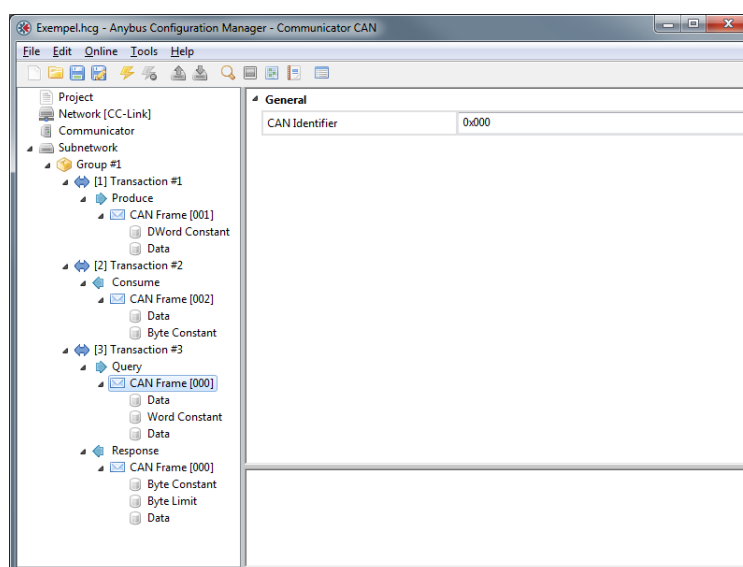 Exempel.hcg - Anybus Configuration Manager - Communicator CAN
File Edit Online Tools Help
Project
Network [CC-Link]
Communicator
Subnetwork
Group #1
[1] Transaction #1
Produce
CAN Frame [001]
DWord Constant
Data
[2] Transaction #2
Consume
CAN Frame [002]
Data
Byte Constant
[3] Transaction #3
Query
CAN Frame [000]
Data
Word Constant
Data
Response
CAN Frame [000]
Byte Constant
Byte Limit
Data
General
CAN Identifier 0x000